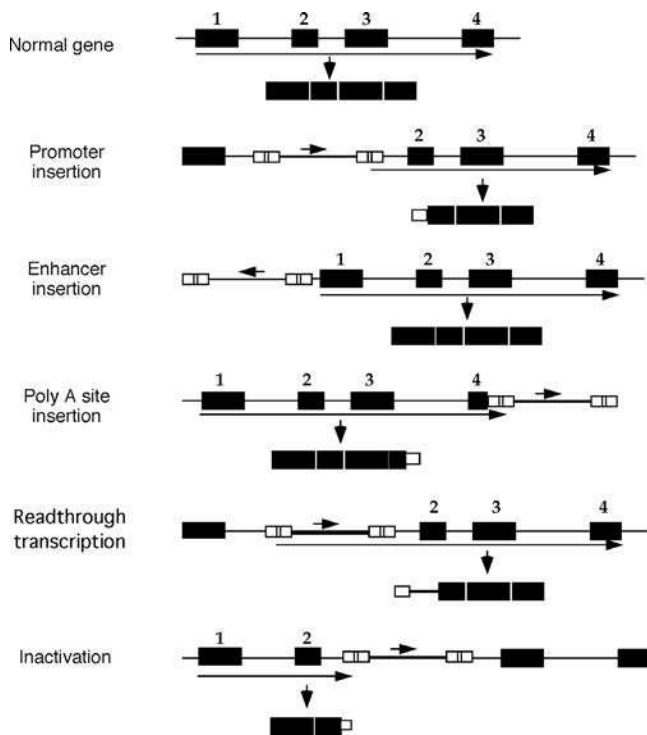 1 2 3 4
Normal gene
2 3 4
Promoter
insertion
1 2 3 4
Enhancer
insertion
1 2 3 4
Poly A site
insertion
2 3 4
Readthrough
transcription
1 2
Inactivation